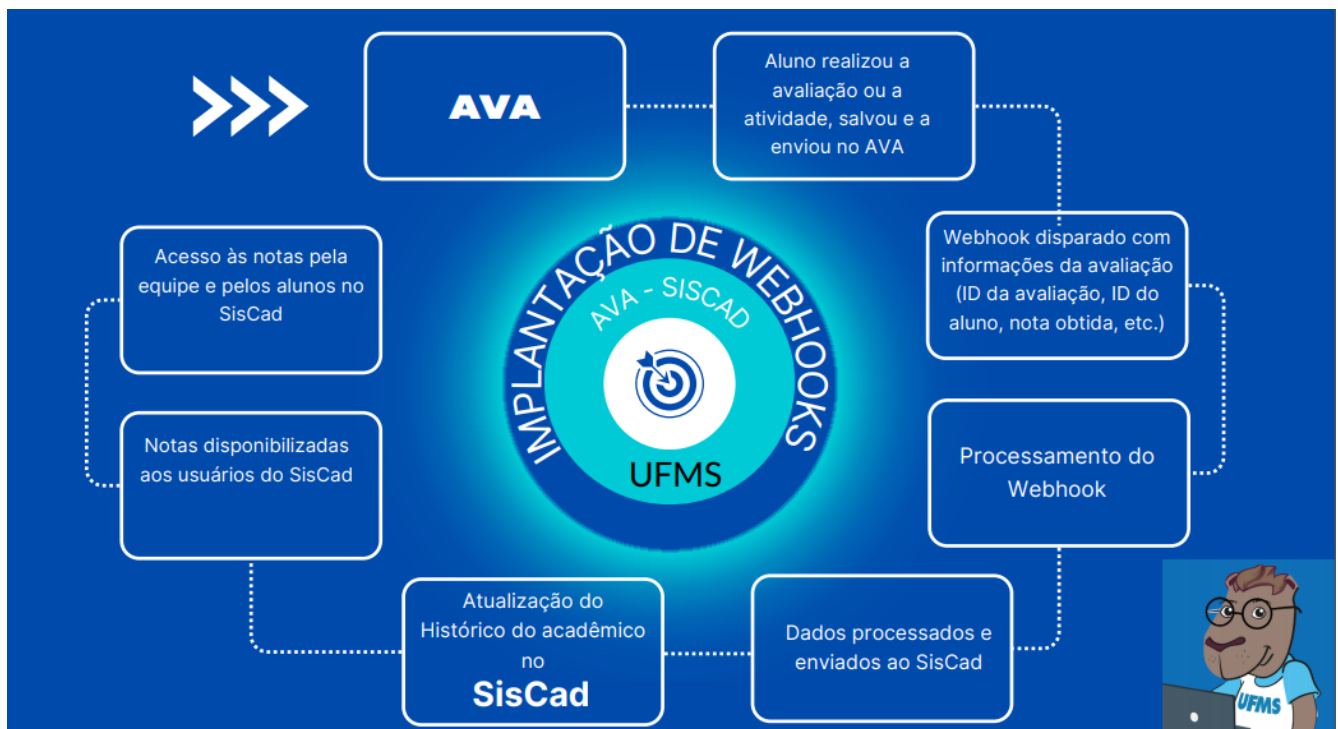 AVA
Aluno realizou a
avaliação ou a
atividade, salvou e a
enviou no AVA
Webhook disparado com
informações da avaliação
(ID da avaliação, ID do
aluno, nota obtida, etc.)
Processamento do
Webhook
Dados processados e
enviados ao SisCad
Atualização do
Histórico do acadêmico
no
SisCad
Notas disponibilizadas
aos usuários do SisCad
Acesso às notas pela
equipe e pelos alunos no
SisCad
IMPLANTAÇÃO DE WEBHOOKS
AVA - SISCAD
UFMS
UFMS